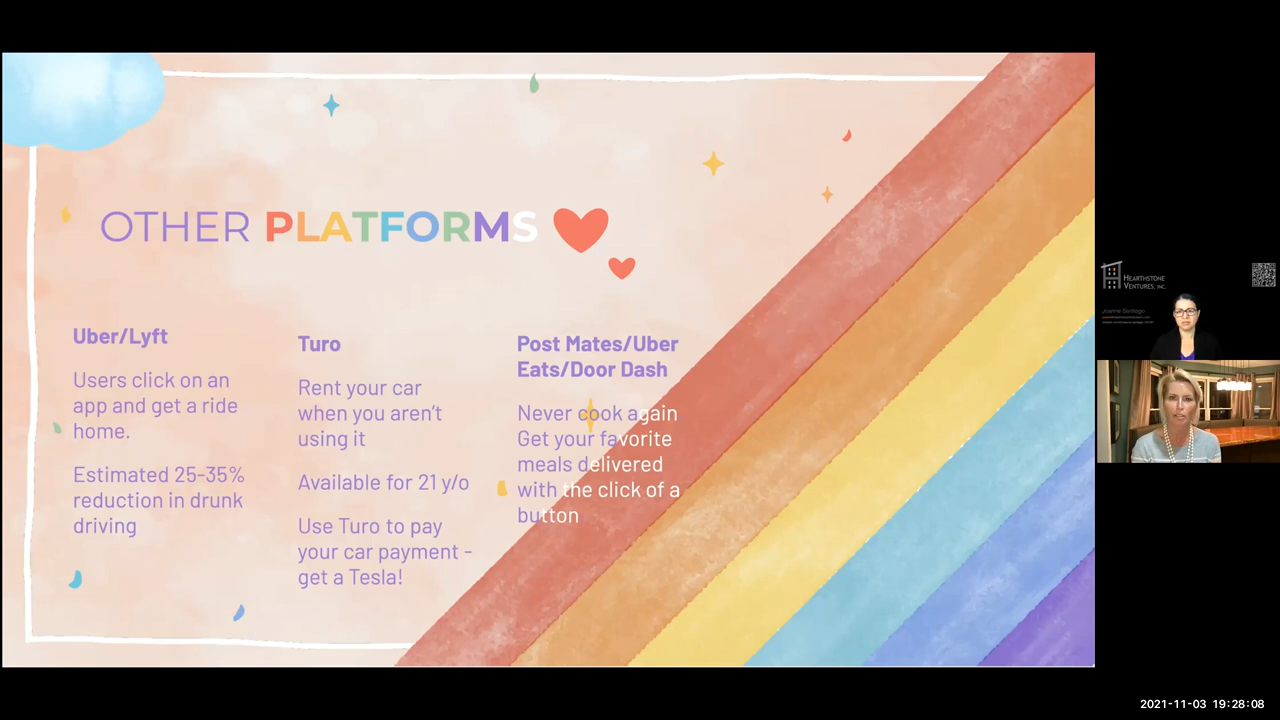 OTHER PLATFORMS
Uber/Lyft
Users click on an
app and get a ride
home.
Estimated 25-35%
reduction in drunk
driving
Turo
Rent your car
when you aren't
using it
Available for 21 y/o
Use Turo to pay
your car payment -
get a Tesla!
Post Mates/Uber
Eats/Door Dash
Never cook again
Get your favorite
meals delivered
with the click of a
button
HEARTHSTONE
VENTURES, INC.
Joanne Santiago
2021-11-03 19:28:08